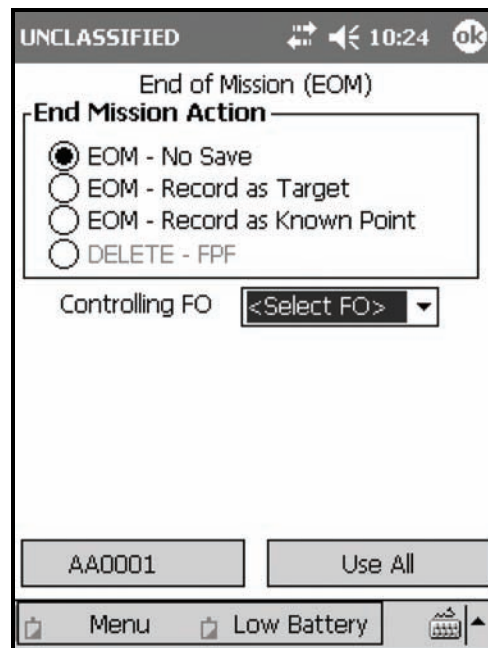 UNCLASSIFIED 10:24 ok
End of Mission (EOM)
End Mission Action
EOM - No Save
EOM - Record as Target
EOM - Record as Known Point
DELETE - FPF
Controlling FO <Select FO>
AA0001 Use All
Menu Low Battery